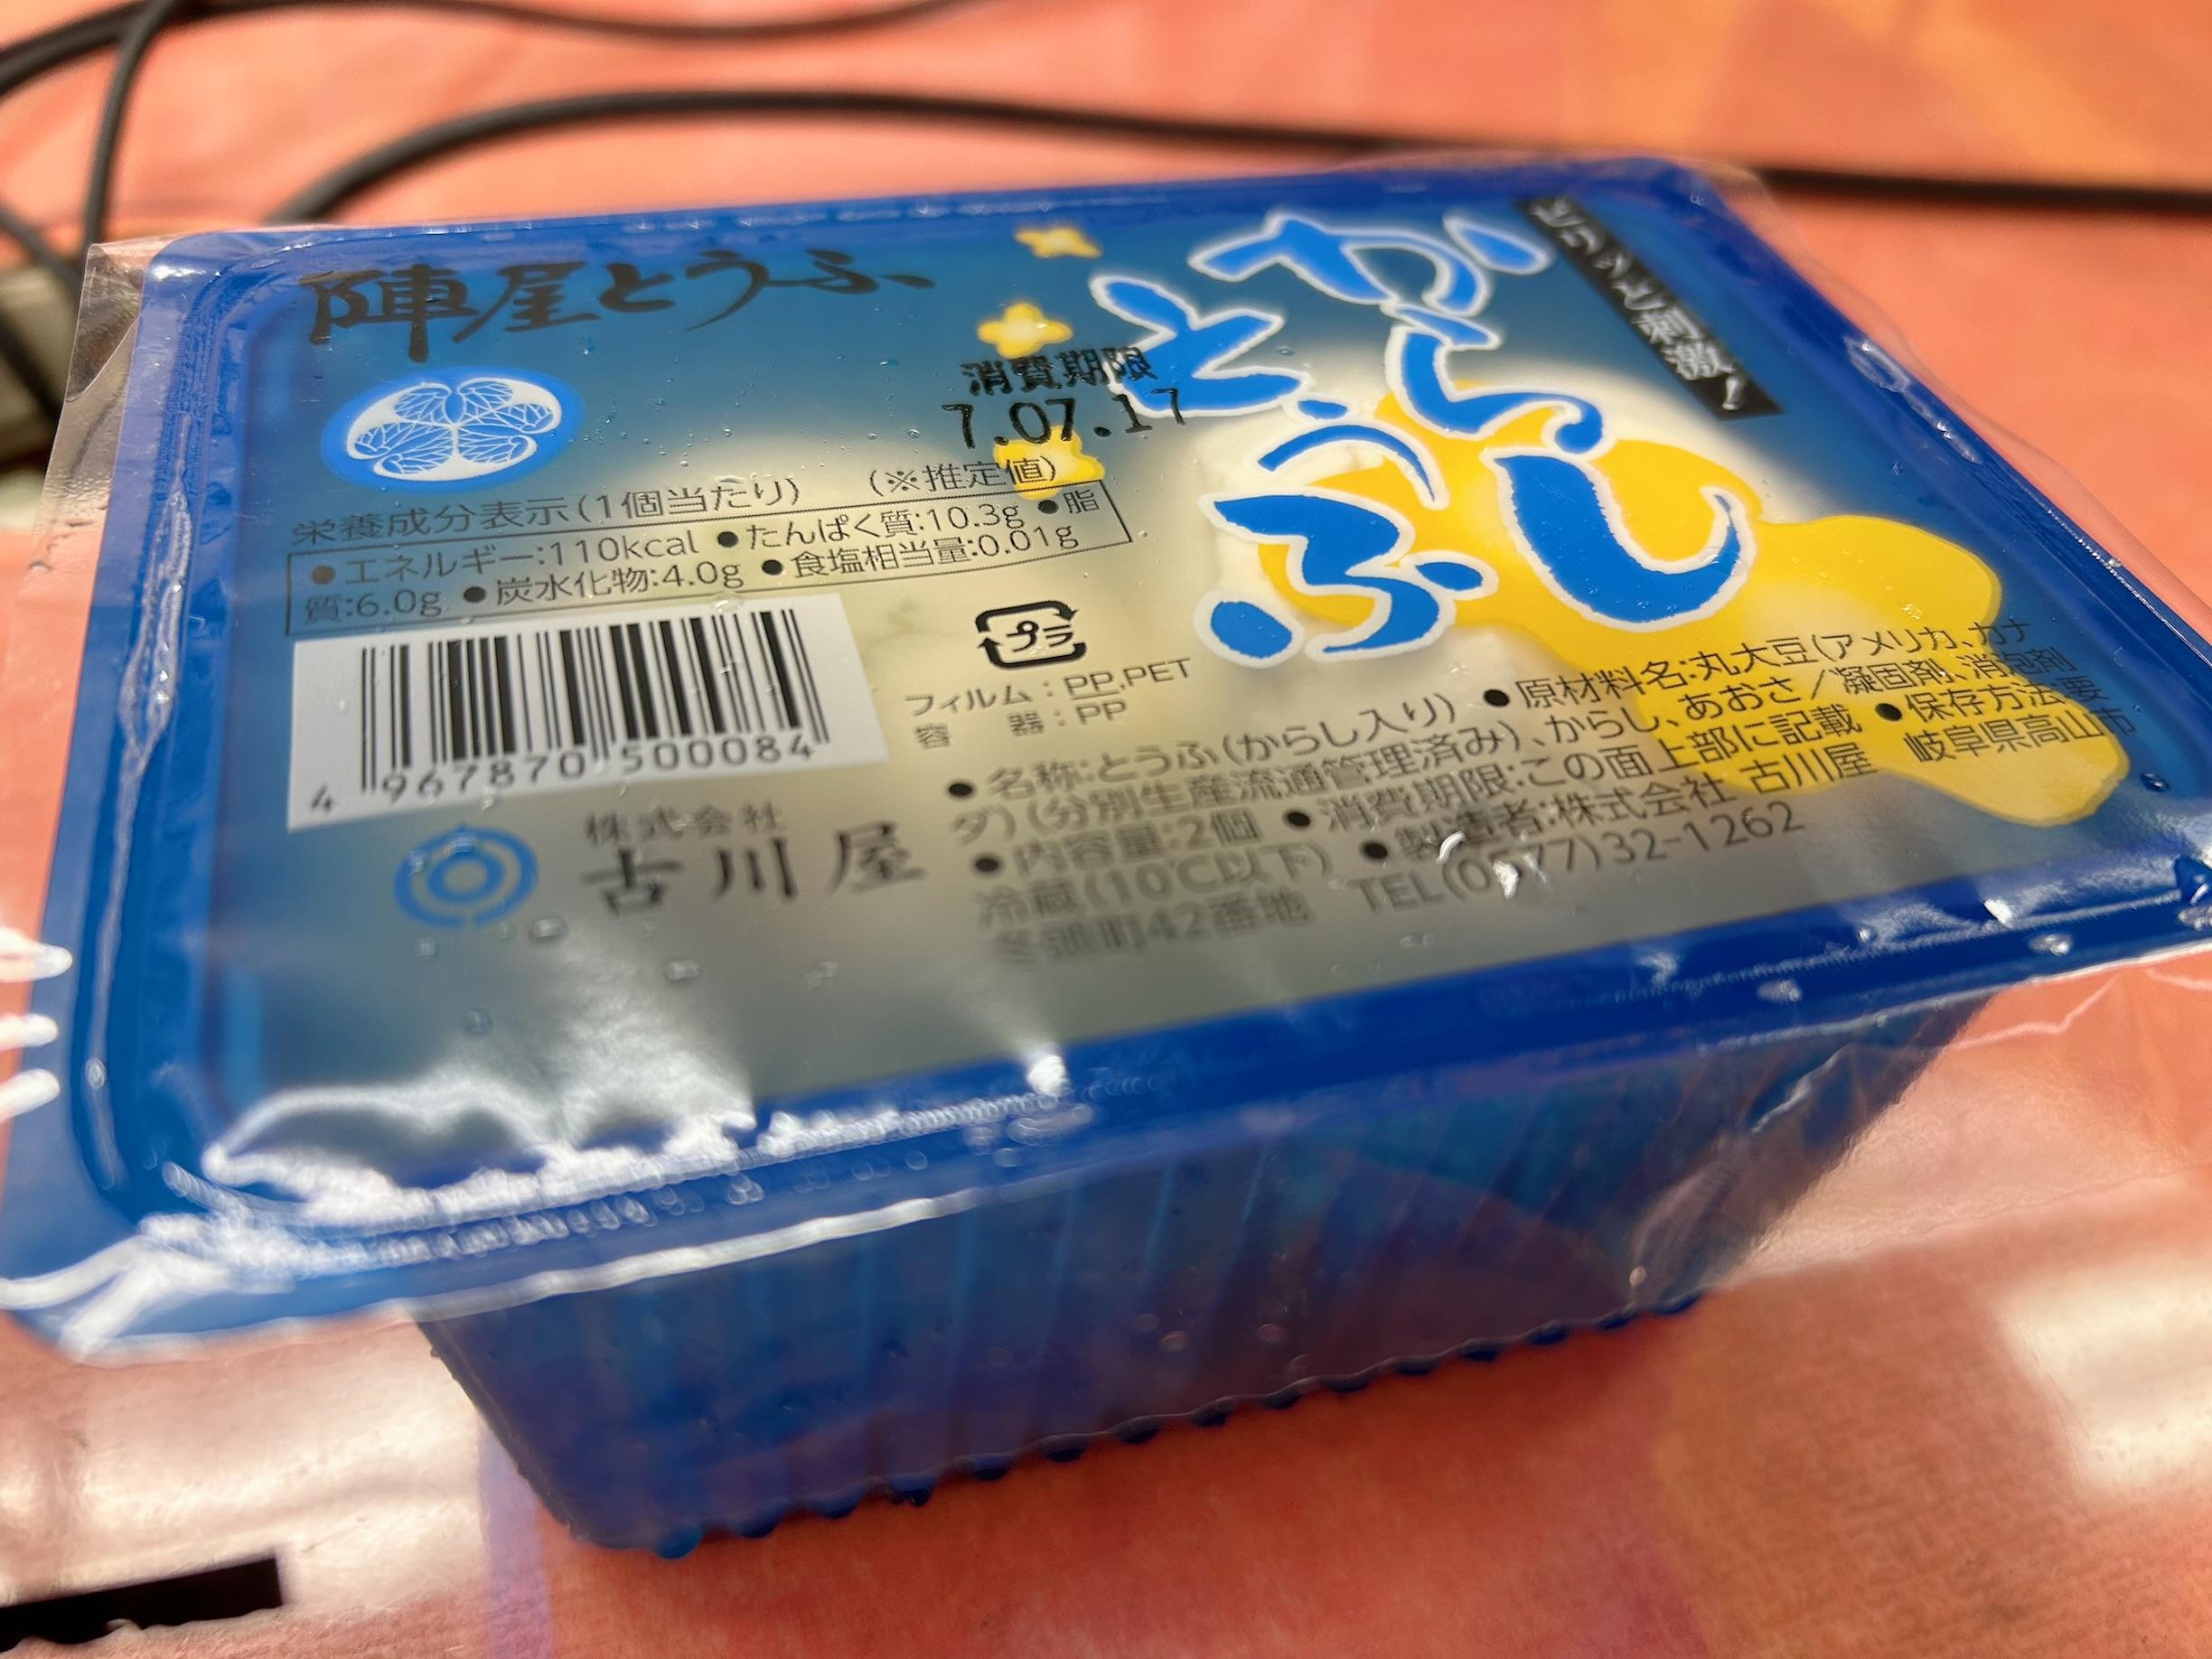 陣屋とうふ
ピリッと刺激！
からし
とうふ
消費期限
7.07.17
栄養成分表示(1個当たり) (※推定値)
●エネルギー:110kcal ●たんぱく質:10.3g ●脂
質:6.0g ●炭水化物:4.0g ●食塩相当量:0.01g
プラ
フィルム:PP,PET
容器:PP
4 967870 500084
株式会社
古川屋
●名称:とうふ(からし入り) ●原材料名:丸大豆(アメリカ、カナ
ダ)(分別生産流通管理済み)、からし、あおさ/凝固剤、消泡剤
●内容量:2個 ●消費期限:この面上部に記載 ●保存方法:要
冷蔵(10℃以下) ●製造者:株式会社 古川屋 岐阜県高山市
冬頭町42番地 TEL(0577)32-1262